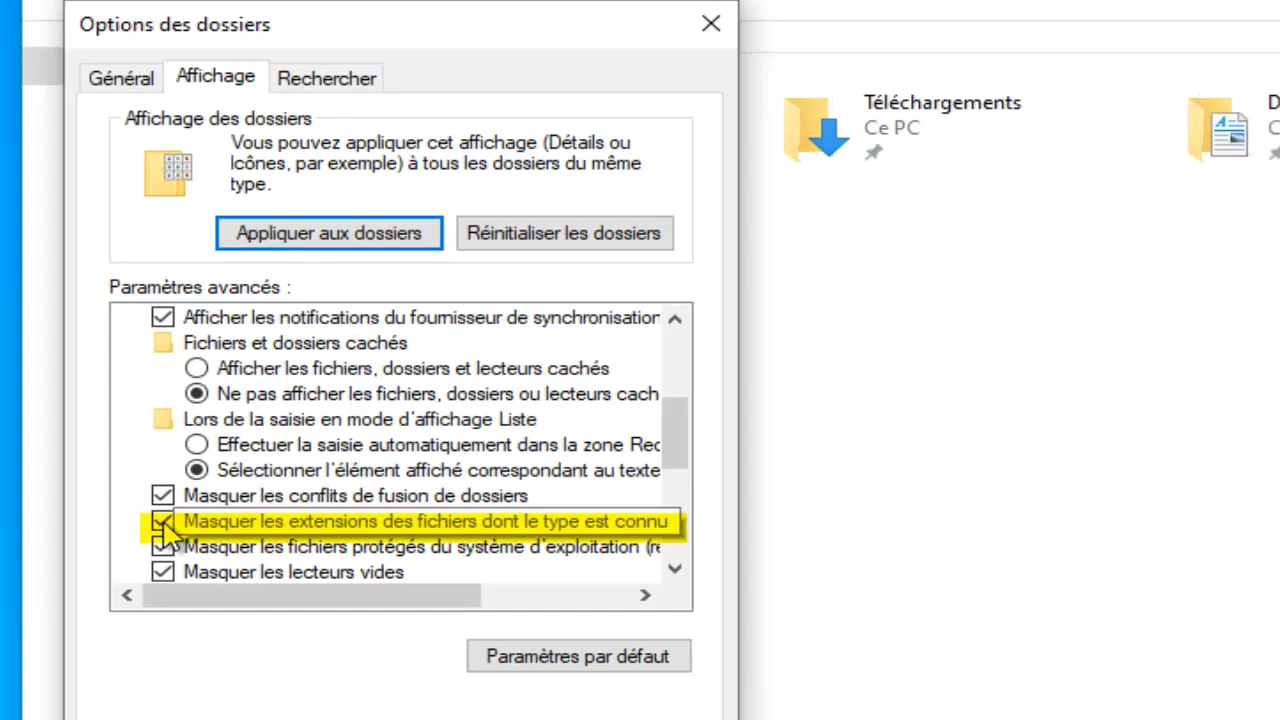 Options des dossiers
Général
Affichage
Rechercher
Affichage des dossiers
Vous pouvez appliquer cet affichage (Détails ou
Icônes, par exemple) à tous les dossiers du même
type.
Appliquer aux dossiers
Réinitialiser les dossiers
Paramètres avancés :
Afficher les notifications du fournisseur de synchronisation
Fichiers et dossiers cachés
Afficher les fichiers, dossiers et lecteurs cachés
Ne pas afficher les fichiers, dossiers ou lecteurs cach
Lors de la saisie en mode d'affichage Liste
Effectuer la saisie automatiquement dans la zone Rec
Sélectionner l'élément affiché correspondant au texte
Masquer les conflits de fusion de dossiers
Masquer les extensions des fichiers dont le type est connu
Masquer les fichiers protégés du système d'exploitation (re
Masquer les lecteurs vides
Paramètres par défaut
Téléchargements
Ce PC
D
C